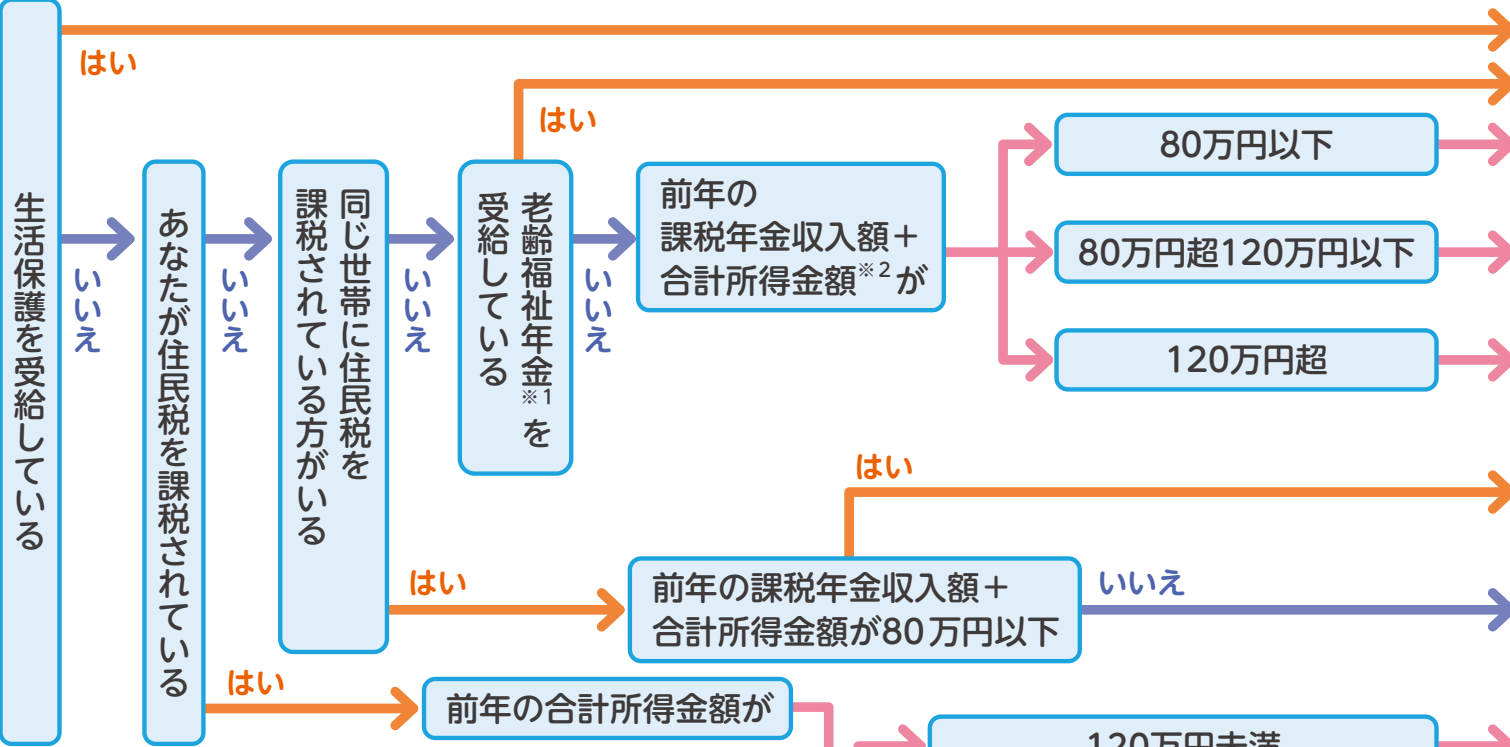 はい
はい
80万円以下
生活保護を受給している
いいえ
あなたが住民税を課税されている
いいえ
同じ世帯に住民税を
課税されている方がいる
いいえ
老齢福祉年金※1を
受給している
いいえ
前年の
課税年金収入額＋
合計所得金額※2が
80万円超120万円以下
120万円超
はい
はい
前年の課税年金収入額＋
合計所得金額が80万円以下
いいえ
はい
前年の合計所得金額が
120万円未満